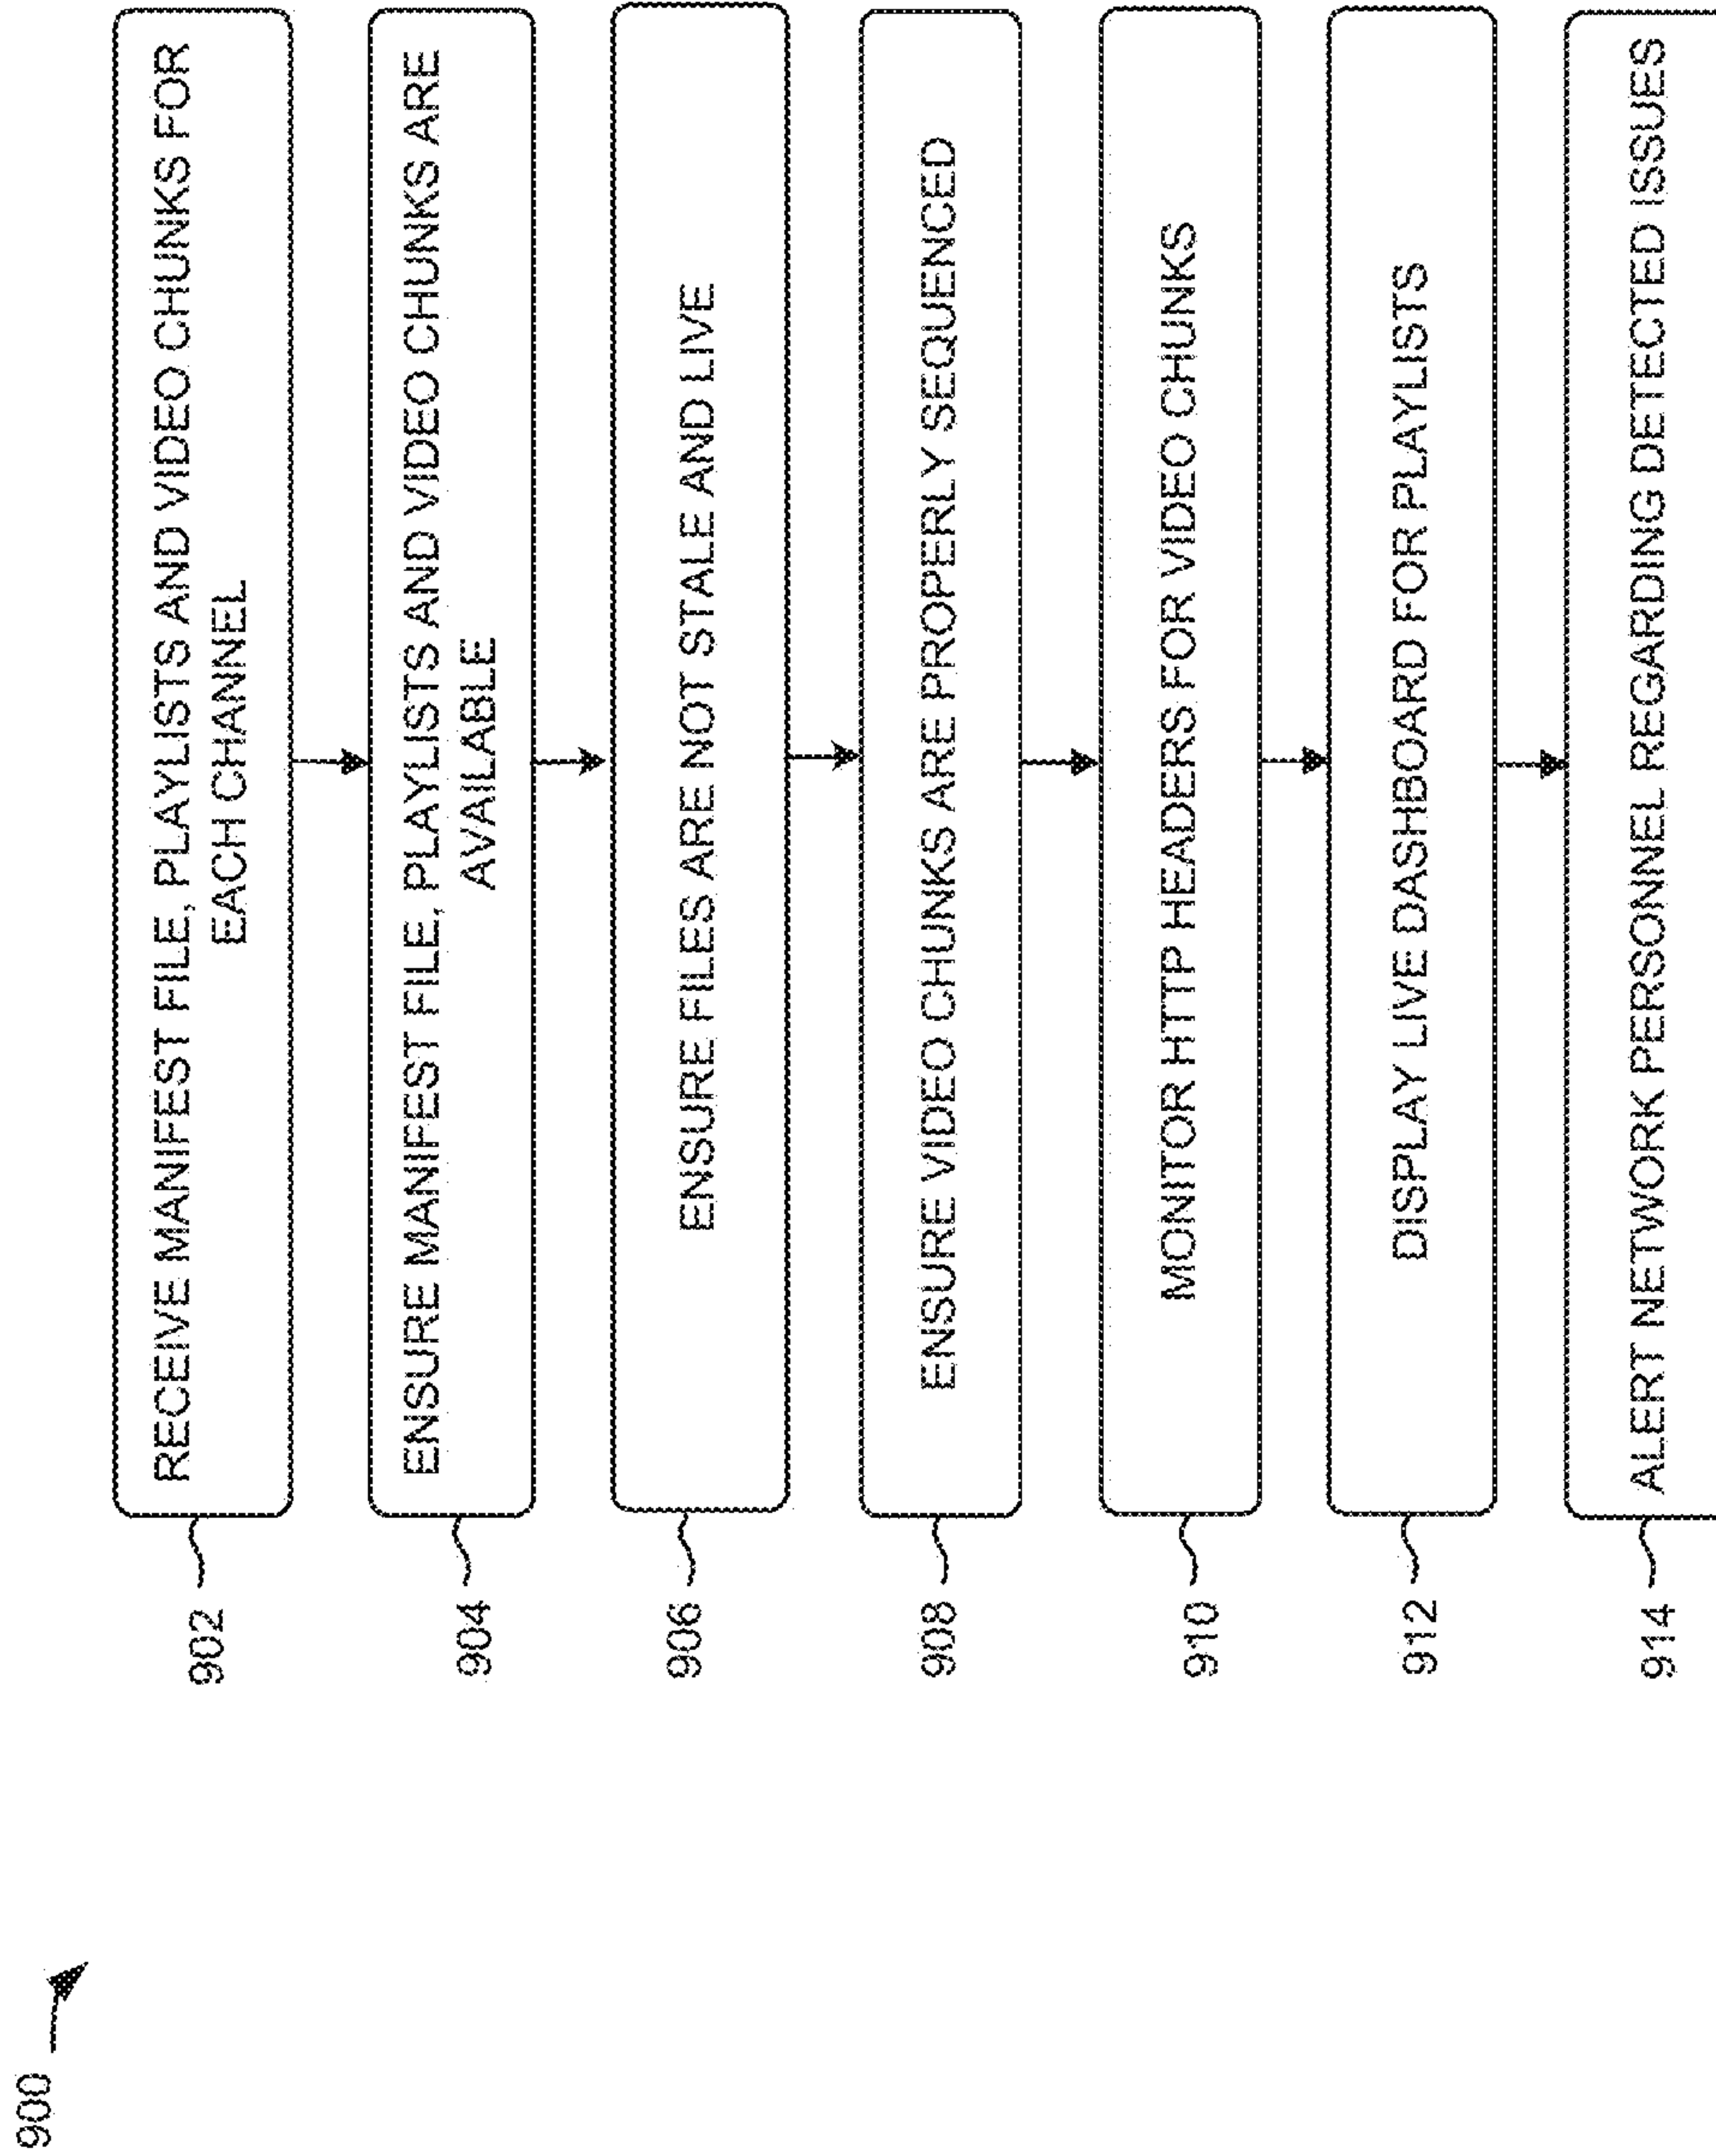 900
902
RECEIVE MANIFEST FILE, PLAYLISTS AND VIDEO CHUNKS FOR
EACH CHANNEL
904
ENSURE MANIFEST FILE, PLAYLISTS AND VIDEO CHUNKS ARE
AVAILABLE
906
ENSURE FILES ARE NOT STALE AND LIVE
908
ENSURE VIDEO CHUNKS ARE PROPERLY SEQUENCED
910
MONITOR HTTP HEADERS FOR VIDEO CHUNKS
912
DISPLAY LIVE DASHBOARD FOR PLAYLISTS
914
ALERT NETWORK PERSONNEL REGARDING DETECTED ISSUES